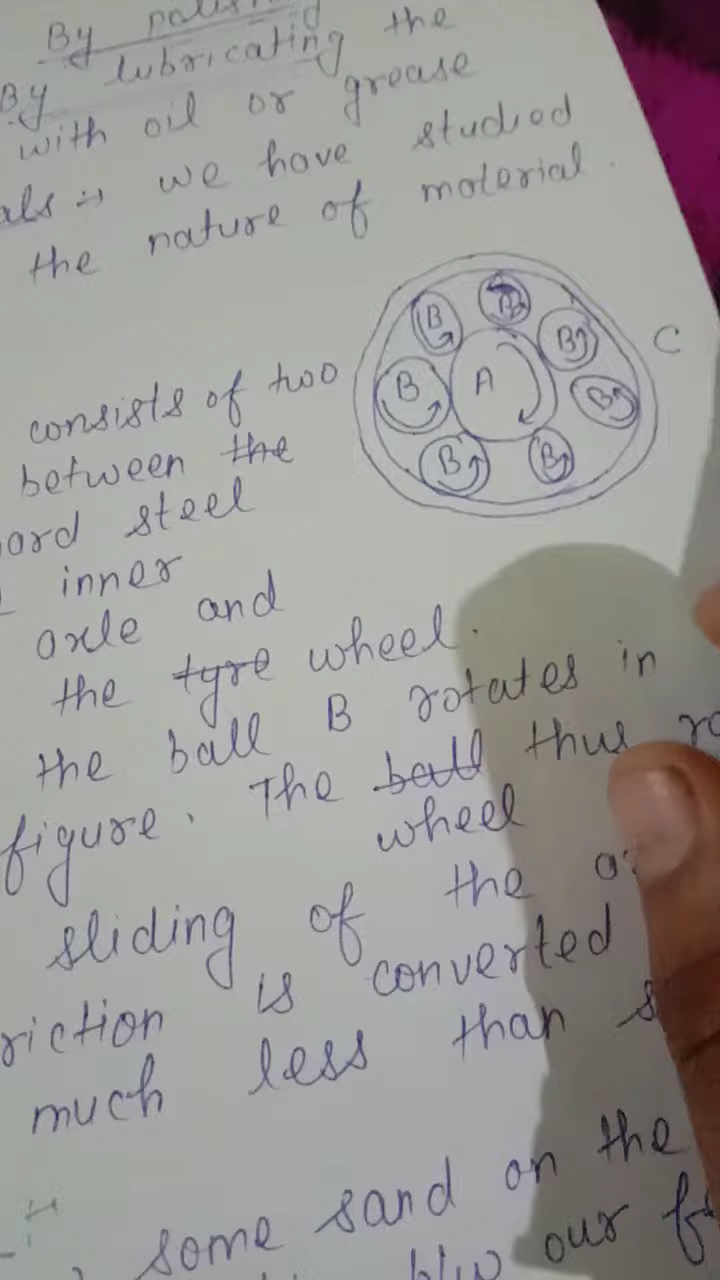 By
By lubricating the
with oil or grease
als :→ we have studied
the nature of material.
B B B B B B B A C
consists of two
between the
hard steel
inner
axle and
the tyre wheel.
the ball B rotates in
figure. The ball thus
wheel
sliding of the
riction is converted
much less than
some sand on the
b/w our